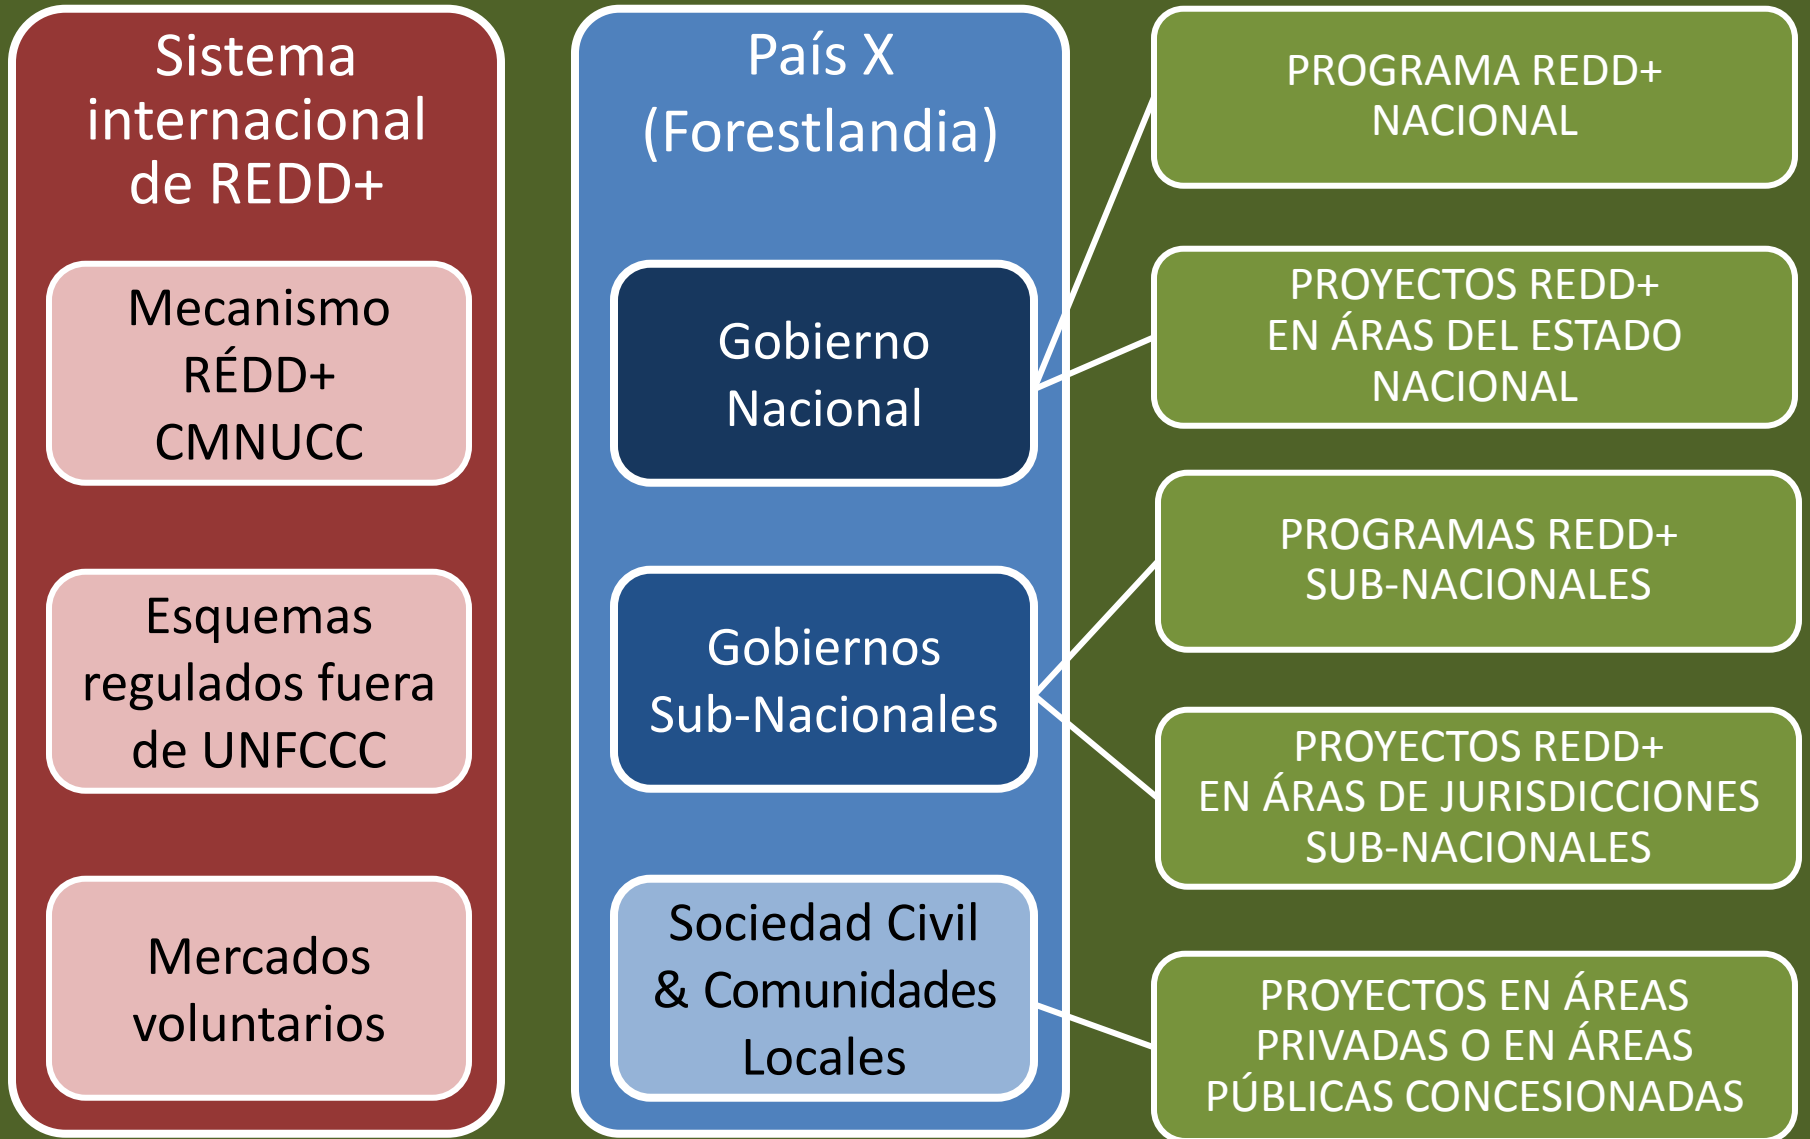 Sistema
internacional
de REDD+
Mecanismo
RÉDD+
CMNUCC
Esquemas
regulados fuera
de UNFCCC
Mercados
voluntarios
País X
(Forestlandia)
Gobierno
Nacional
Gobiernos
Sub-Nacionales
Sociedad Civil
& Comunidades
Locales
PROGRAMA REDD+
NACIONAL
PROYECTOS REDD+
EN ÁRAS DEL ESTADO
NACIONAL
PROGRAMAS REDD+
SUB-NACIONALES
PROYECTOS REDD+
EN ÁRAS DE JURISDICCIONES
SUB-NACIONALES
PROYECTOS EN ÁREAS
PRIVADAS O EN ÁREAS
PÚBLICAS CONCESIONADAS